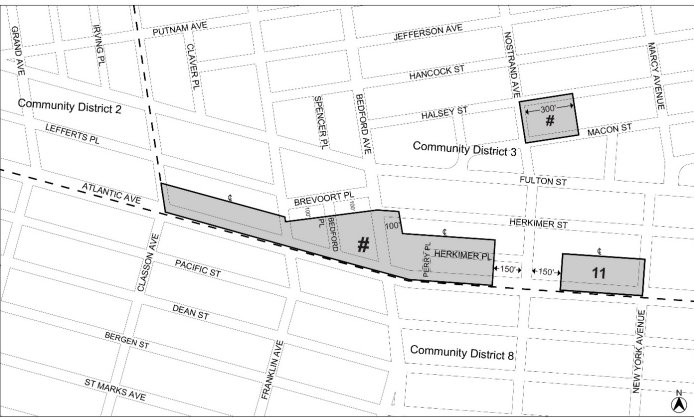 GRAND AVE
IRVING PL
PUTNAM AVE
CLAVER PL
JEFFERSON AVE
NOSTRAND AVE
MARCY AVENUE
HANCOCK ST
Community District 2
SPENCER PL
BEDFORD AVE
HALSEY ST
300'
#
MACON ST
LEFFERTS PL
Community District 3
FULTON ST
ATLANTIC AVE
℄
BREVOORT PL
100'
100'
BEDFORD PL
#
100'
HERKIMER ST
℄
PERRY PL
HERKIMER PL
150'
150'
℄
11
CLASSON AVE
PACIFIC ST
DEAN ST
BERGEN ST
FRANKLIN AVE
Community District 8
NEW YORK AVENUE
ST MARKS AVE
N